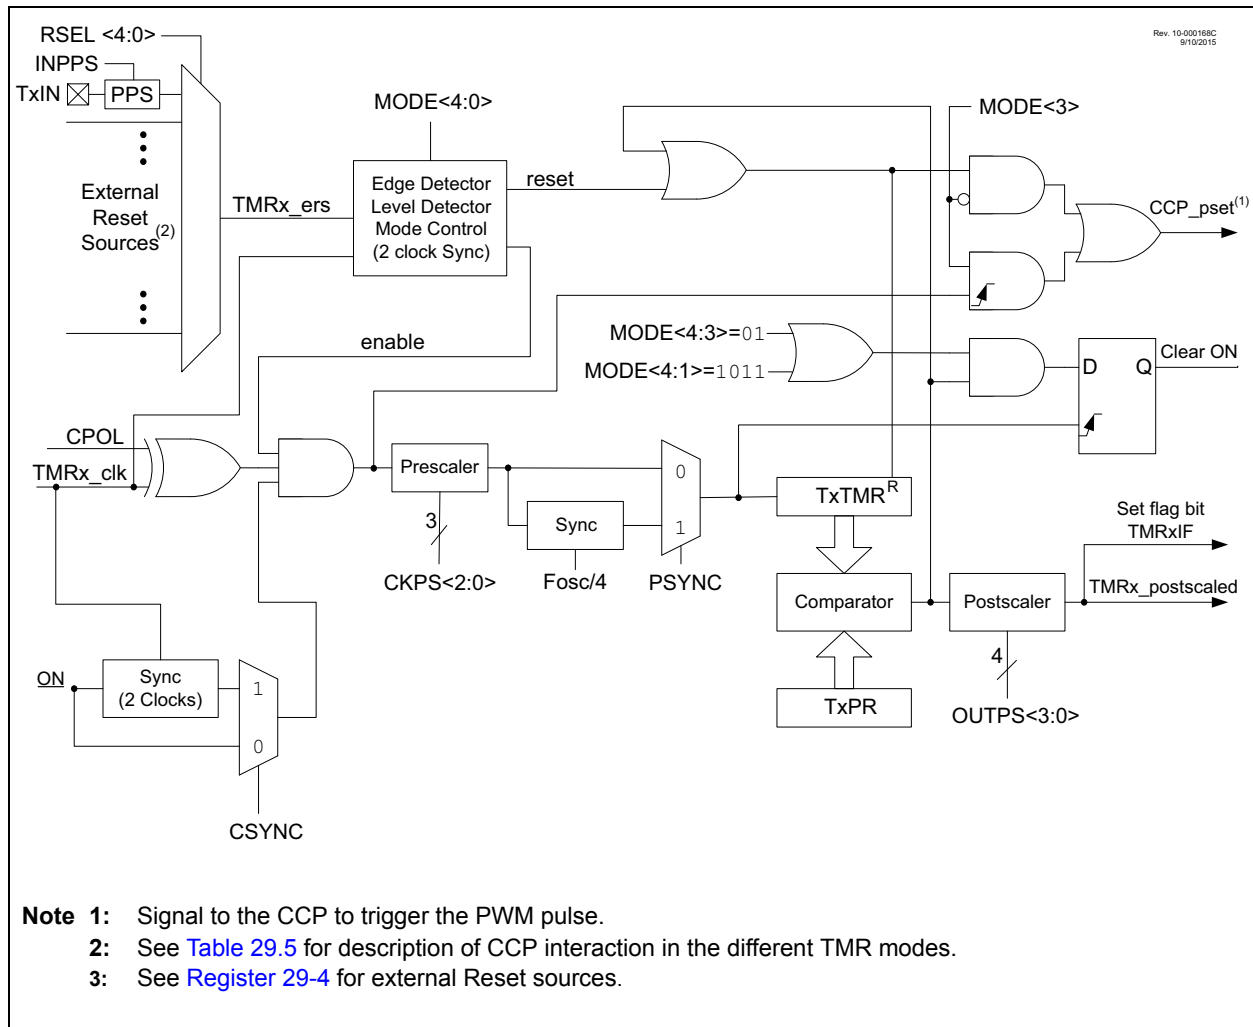 Rev. 10-000168C
9/10/2015
RSEL <4:0>
INPPS
TxIN
PPS
MODE<4:0>
MODE<3>
External
Reset
Sources(2)
TMRx_ers
Edge Detector
Level Detector
Mode Control
(2 clock Sync)
reset
CCP_pset(1)
enable
MODE<4:3>=01
MODE<4:1>=1011
D
Q
Clear ON
CPOL
TMRx_clk
Prescaler
3
CKPS<2:0>
Sync
Fosc/4
0
1
PSYNC
TxTMR
R
Comparator
TxPR
Postscaler
4
OUTPS<3:0>
Set flag bit
TMRxIF
TMRx_postscaled
ON
Sync
(2 Clocks)
1
0
CSYNC
Note 1: Signal to the CCP to trigger the PWM pulse.
2: See Table 29.5 for description of CCP interaction in the different TMR modes.
3: See Register 29-4 for external Reset sources.